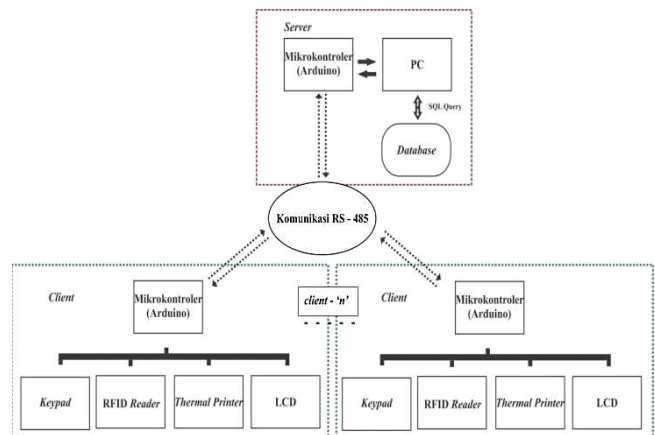 Server
Mikrokontroler
(Arduino)
PC
SQL Query
Database
Komunikasi RS - 485
Client
Mikrokontroler
(Arduino)
Keypad
RFID Reader
Thermal Printer
LCD
client - 'n'
Client
Mikrokontroler
(Arduino)
Keypad
RFID Reader
Thermal Printer
LCD